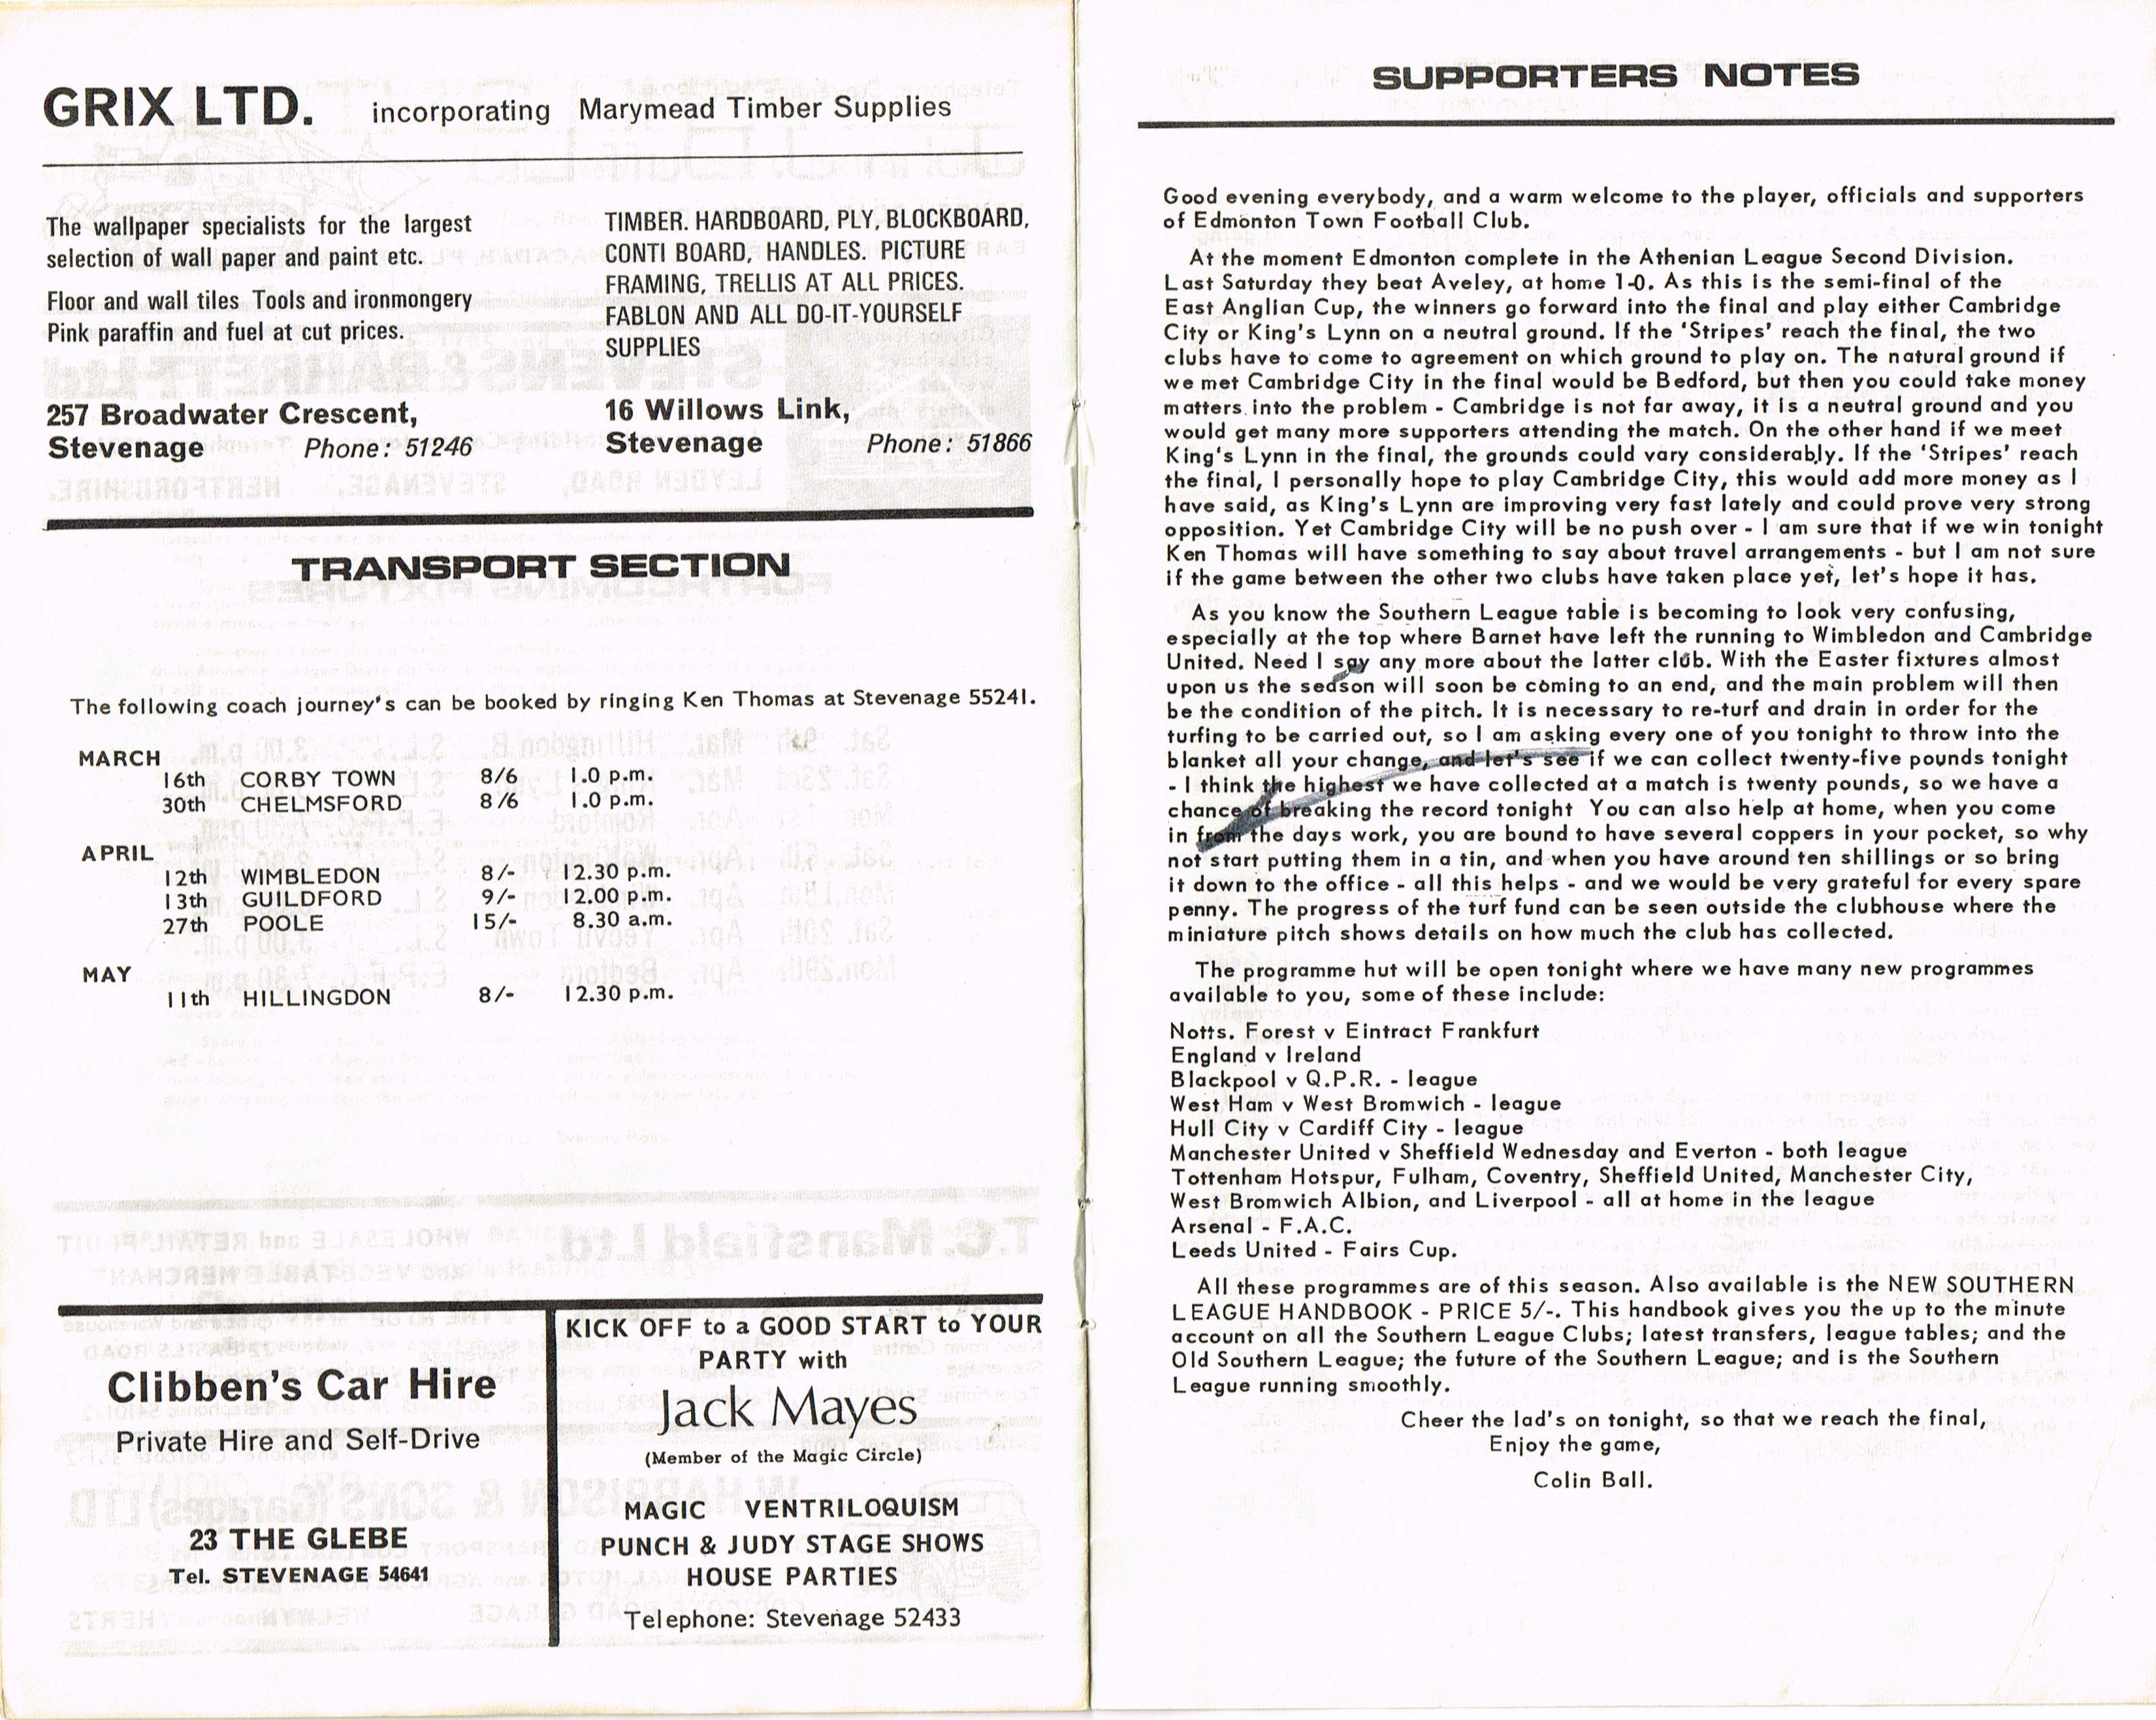 GRIX LTD. incorporating Marymead Timber Supplies
The wallpaper specialists for the largest
selection of wall paper and paint etc.
Floor and wall tiles Tools and ironmongery
Pink paraffin and fuel at cut prices.
257 Broadwater Crescent,
Stevenage Phone: 51246
TIMBER. HARDBOARD, PLY, BLOCKBOARD,
CONTI BOARD, HANDLES. PICTURE
FRAMING, TRELLIS AT ALL PRICES.
FABLON AND ALL DO-IT-YOURSELF
SUPPLIES
16 Willows Link,
Stevenage Phone: 51866
TRANSPORT SECTION
The following coach journey's can be booked by ringing Ken Thomas at Stevenage 55241.
MARCH
16th CORBY TOWN 8/6 1.0 p.m.
30th CHELMSFORD 8/6 1.0 p.m.
APRIL
12th WIMBLEDON 8/- 12.30 p.m.
13th GUILDFORD 9/- 12.00 p.m.
27th POOLE 15/- 8.30 a.m.
MAY
11th HILLINGDON 8/- 12.30 p.m.
Clibben's Car Hire
Private Hire and Self-Drive
23 THE GLEBE
Tel. STEVENAGE 54641
KICK OFF to a GOOD START to YOUR
PARTY with
Jack Mayes
(Member of the Magic Circle)
MAGIC VENTRILOQUISM
PUNCH & JUDY STAGE SHOWS
HOUSE PARTIES
Telephone: Stevenage 52433
SUPPORTERS NOTES
Good evening everybody, and a warm welcome to the player, officials and supporters
of Edmonton Town Football Club.
At the moment Edmonton complete in the Athenian League Second Division.
Last Saturday they beat Aveley, at home 1-0. As this is the semi-final of the
East Anglian Cup, the winners go forward into the final and play either Cambridge
City or King's Lynn on a neutral ground. If the 'Stripes' reach the final, the two
clubs have to come to agreement on which ground to play on. The natural ground if
we met Cambridge City in the final would be Bedford, but then you could take money
matters into the problem - Cambridge is not far away, it is a neutral ground and you
would get many more supporters attending the match. On the other hand if we meet
King's Lynn in the final, the grounds could vary considerably. If the 'Stripes' reach
the final, I personally hope to play Cambridge City, this would add more money as I
have said, as King's Lynn are improving very fast lately and could prove very strong
opposition. Yet Cambridge City will be no push over - I am sure that if we win tonight
Ken Thomas will have something to say about truvel arrangements - but I am not sure
if the game between the other two clubs have taken place yet, let's hope it has.
As you know the Southern League table is becoming to look very confusing,
especially at the top where Barnet have left the running to Wimbledon and Cambridge
United. Need I say any more about the latter club. With the Easter fixtures almost
upon us the sedson will soon be coming to an end, and the main problem will then
be the condition of the pitch. It is necessary to re-turf and drain in order for the
turfing to be carried out, so I am asking every one of you tonight to throw into the
blanket all your change, and let's see if we can collect twenty-five pounds tonight
- I think the highest we have collected at a match is twenty pounds, so we have a
chance of breaking the record tonight You can also help at home, when you come
in from the days work, you are bound to have several coppers in your pocket, so why
not start putting them in a tin, and when you have around ten shillings or so bring
it down to the office - all this helps - and we would be very grateful for every spare
penny. The progress of the turf fund can be seen outside the clubhouse where the
miniature pitch shows details on how much the club has collected.
The programme hut will be open tonight where we have many new programmes
available to you, some of these include:
Notts. Forest v Eintract Frankfurt
England v Ireland
Blackpool v Q.P.R. - league
West Ham v West Bromwich - league
Hull City v Cardiff City - league
Manchester United v Sheffield Wednesday and Everton - both league
Tottenham Hotspur, Fulham, Coventry, Sheffield United, Manchester City,
West Bromwich Albion, and Liverpool - all at home in the league
Arsenal - F.A.C.
Leeds United - Fairs Cup.
All these programmes are of this season. Also available is the NEW SOUTHERN
LEAGUE HANDBOOK - PRICE 5/-. This handbook gives you the up to the minute
account on all the Southern League Clubs; latest transfers, league tables; and the
Old Southern League; the future of the Southern League; and is the Southern
League running smoothly.
Cheer the lad's on tonight, so that we reach the final,
Enjoy the game,
Colin Ball.